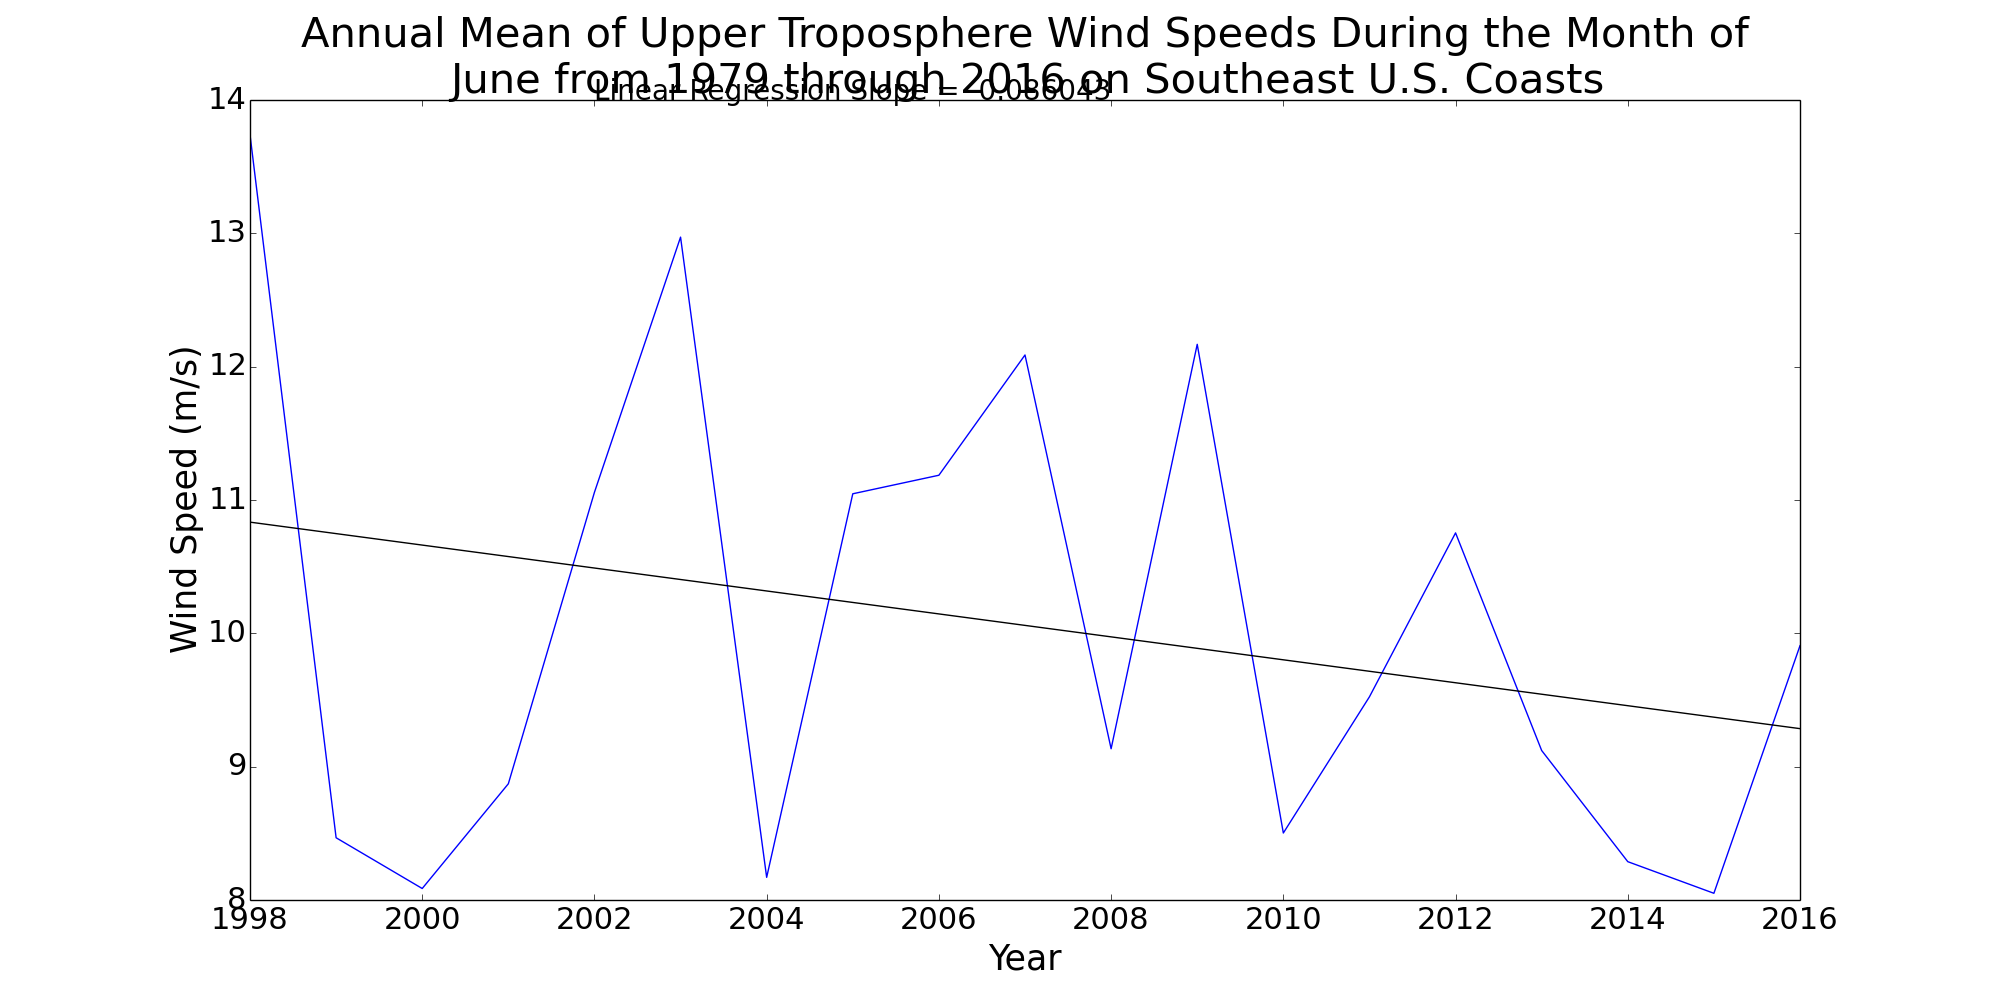 Annual Mean of Upper Troposphere Wind Speeds During the Month of
June from 1979 through 2016 on Southeast U.S. Coasts
Linear Regression Slope = 0.086043
14
13
12
11
10
9
8
Wind Speed (m/s)
1998 2000 2002 2004 2006 2008 2010 2012 2014 2016
Year